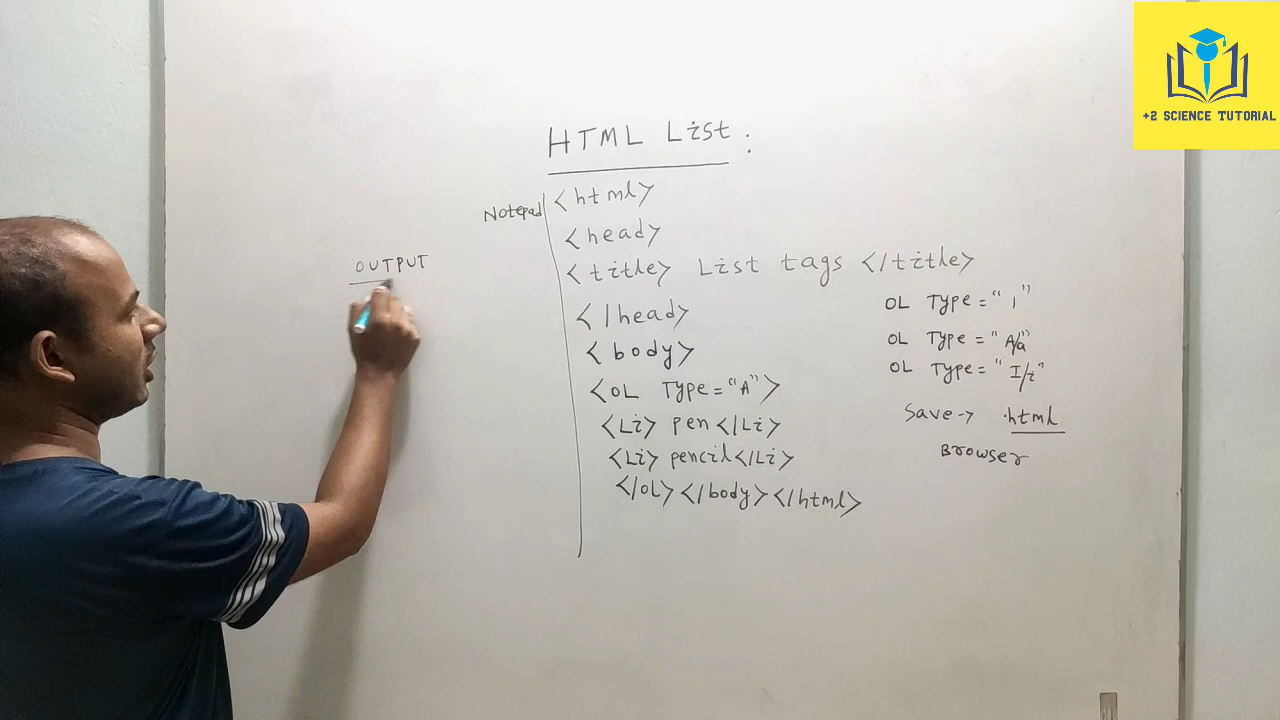 +2 SCIENCE TUTORIAL
HTML List :
Notepad
<html>
<head>
<title> List tags </title>
</head>
<body>
<OL Type="A">
<Li> pen </Li>
<Li> pencil </Li>
</OL> </body> </html>
OL Type = "1"
OL Type = "A/a"
OL Type = "I/i"
Save → .html
Browser
OUTPUT